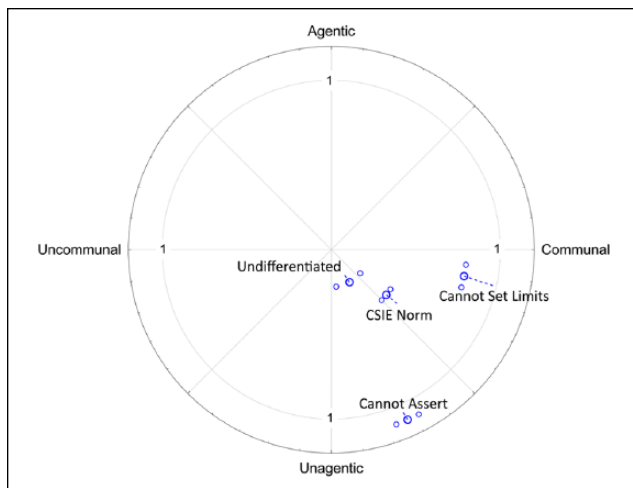 Agentic
1
Uncommunal
1
1
Communal
Undifferentiated
Cannot Set Limits
CSIE Norm
Cannot Assert
1
Unagentic